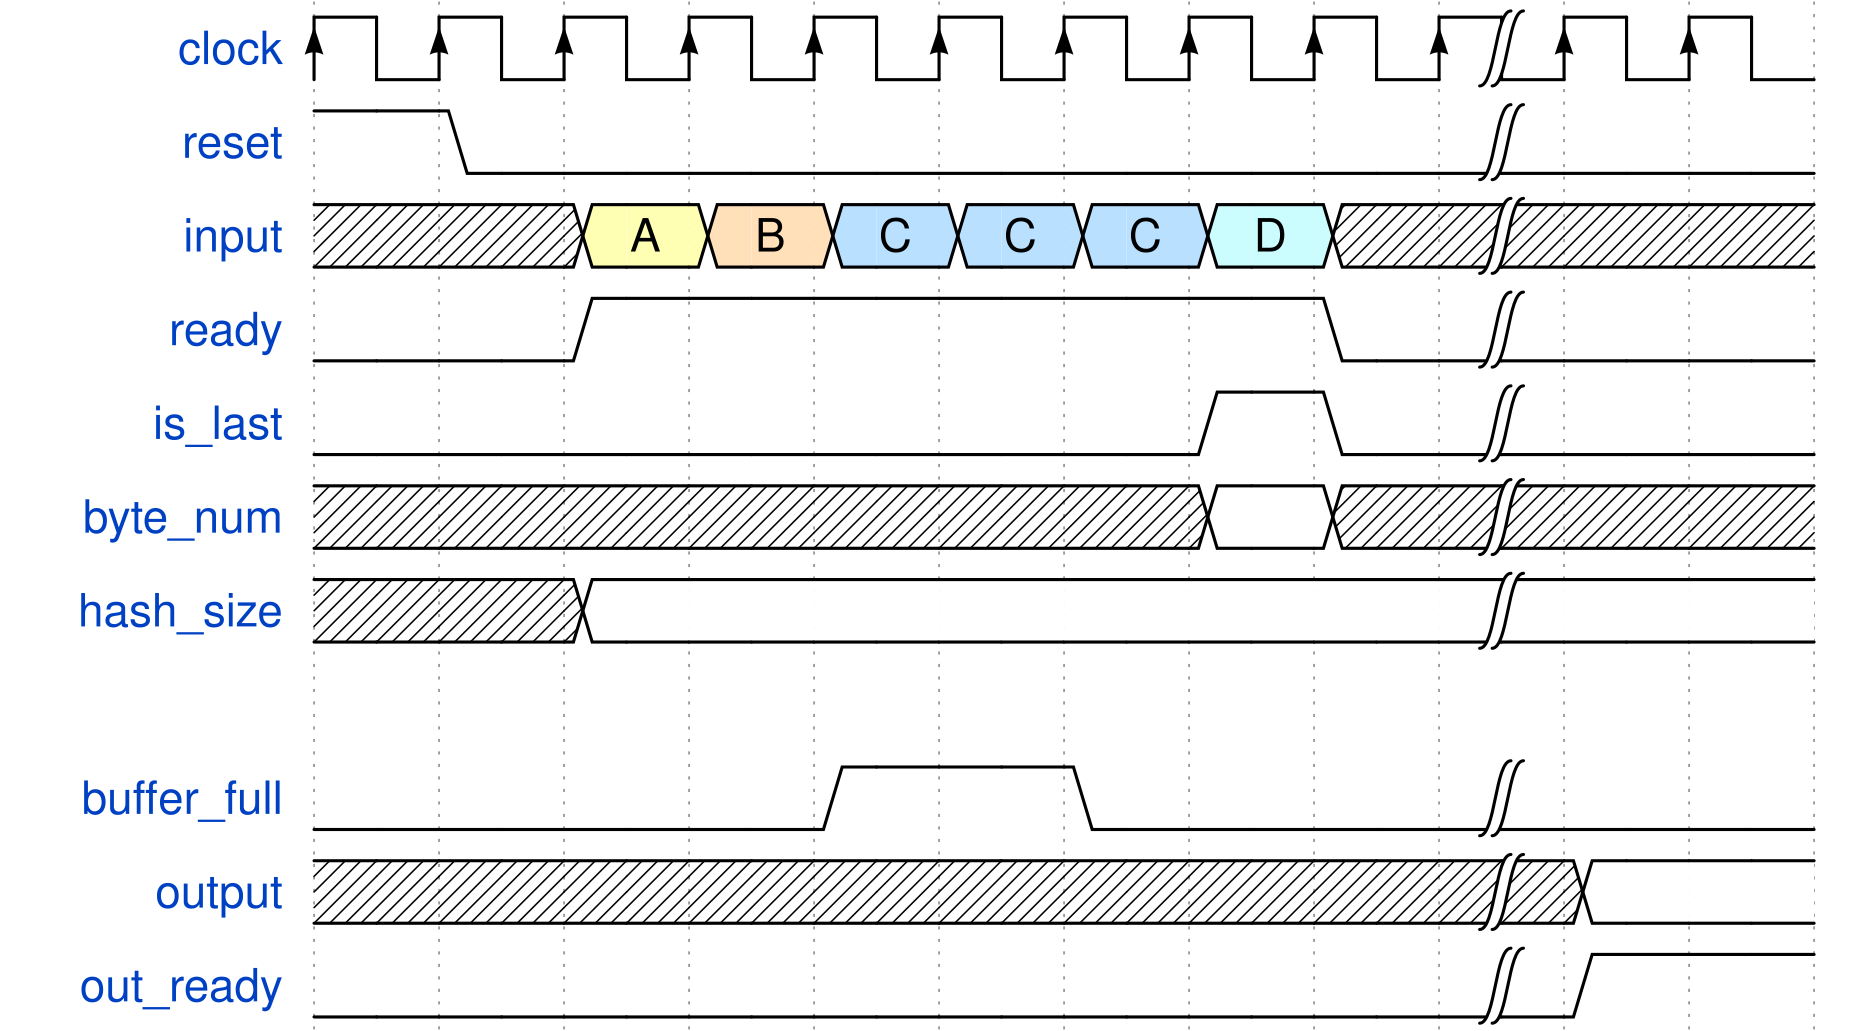 clock
reset
input A B C C C D
ready
is_last
byte_num
hash_size
buffer_full
output
out_ready